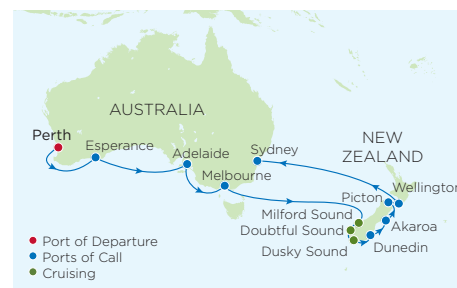 AUSTRALIA
Perth
Esperance
Adelaide
Melbourne
Sydney
NEW
ZEALAND
Wellington
Picton
Milford Sound
Doubtful Sound
Akaroa
Dusky Sound
Dunedin
Port of Departure
Ports of Call
Cruising